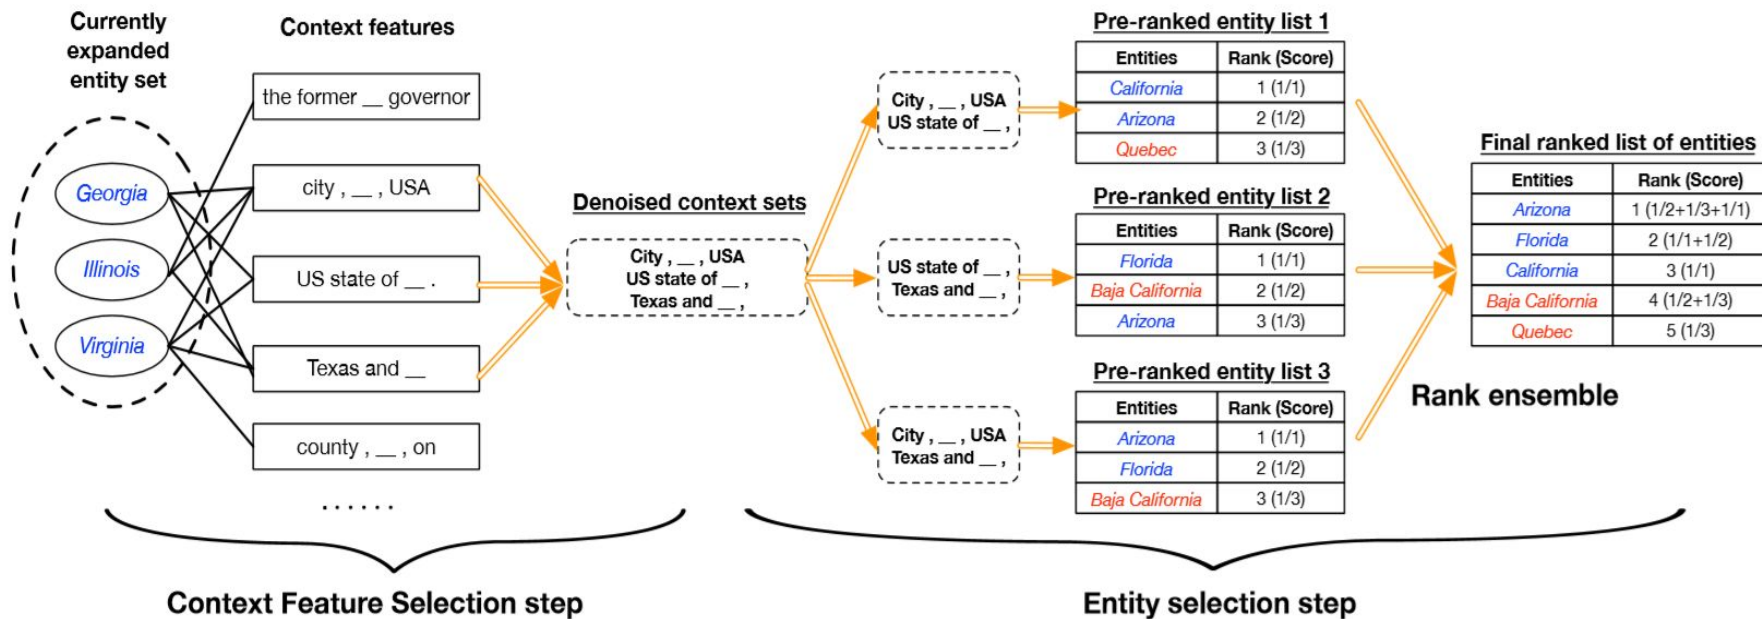 Currently
expanded
entity set
Context features
Georgia
Illinois
Virginia
the former __ governor
city , __ , USA
US state of __ .
Texas and __
county , __ , on
. . . . . .
Context Feature Selection step
Denoised context sets
City , __ , USA
US state of __ ,
Texas and __ ,
City , __ , USA
US state of __ ,
US state of __ ,
Texas and __ ,
City , __ , USA
Texas and __ ,
Pre-ranked entity list 1
Entities Rank (Score)
California 1 (1/1)
Arizona 2 (1/2)
Quebec 3 (1/3)
Pre-ranked entity list 2
Entities Rank (Score)
Florida 1 (1/1)
Baja California 2 (1/2)
Arizona 3 (1/3)
Pre-ranked entity list 3
Entities Rank (Score)
Arizona 1 (1/1)
Florida 2 (1/2)
Baja California 3 (1/3)
Final ranked list of entities
Entities Rank (Score)
Arizona 1 (1/2+1/3+1/1)
Florida 2 (1/1+1/2)
California 3 (1/1)
Baja California 4 (1/2+1/3)
Quebec 5 (1/3)
Rank ensemble
Entity selection step